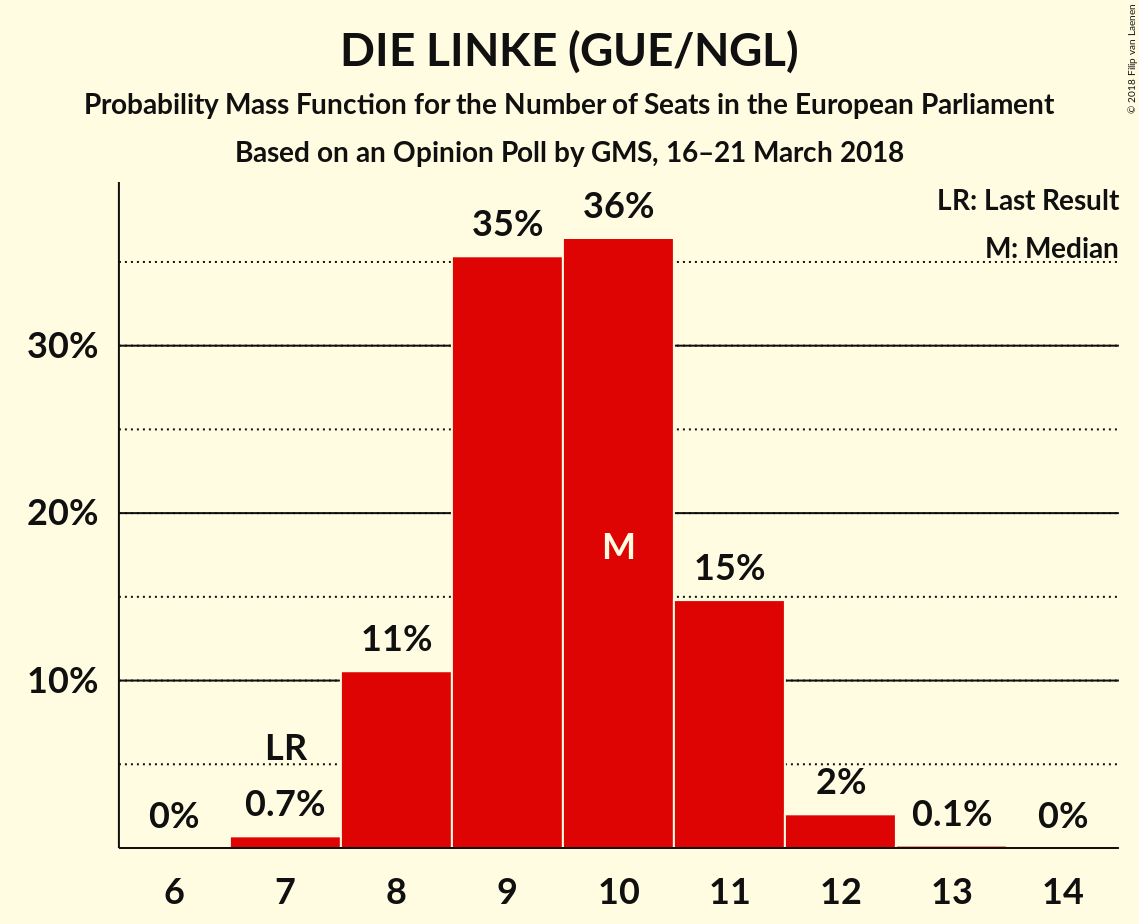 DIE LINKE (GUE/NGL)
Probability Mass Function for the Number of Seats in the European Parliament
Based on an Opinion Poll by GMS, 16–21 March 2018
© 2018 Filip van Laenen
LR: Last Result
M: Median
30%
20%
10%
0%
LR
0.7%
11%
35%
36%
M
15%
2%
0.1%
0%
6 7 8 9 10 11 12 13 14